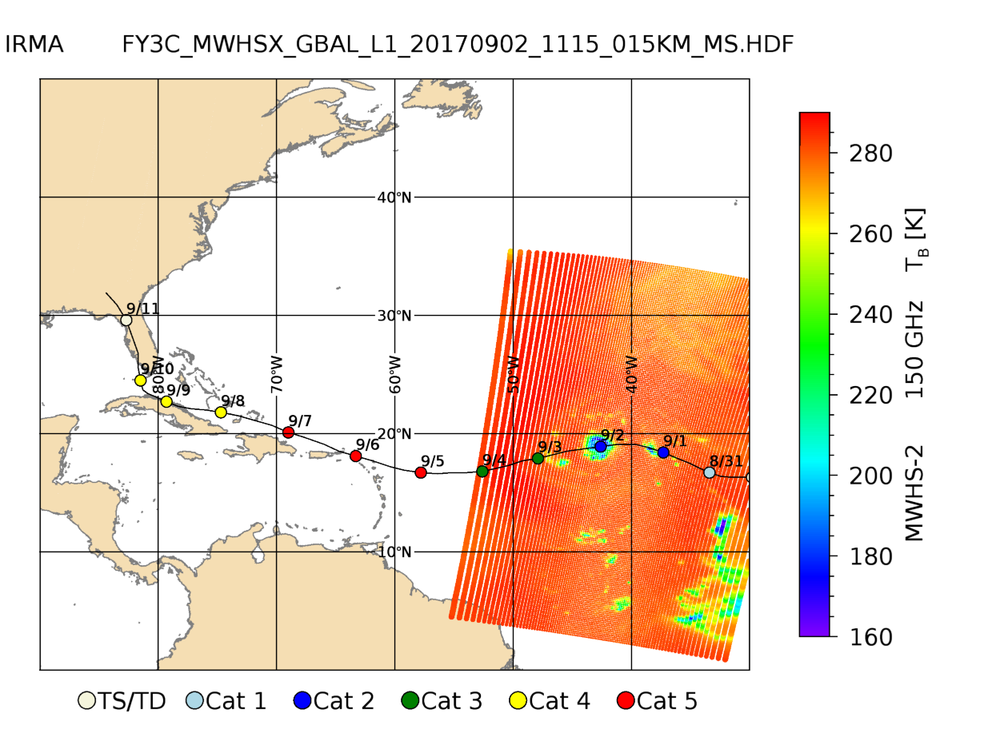 IRMA FY3C_MWHSX_GBAL_L1_20170902_1115_015KM_MS.HDF
40°N
30°N
20°N
10°N
80°W
70°W
60°W
50°W
40°W
9/11
9/10
9/9
9/8
9/7
9/6
9/5
9/4
9/3
9/2
9/1
8/31
280
260
240
220
200
180
160
MWHS-2 150 GHz T_B [K]
TS/TD Cat 1 Cat 2 Cat 3 Cat 4 Cat 5